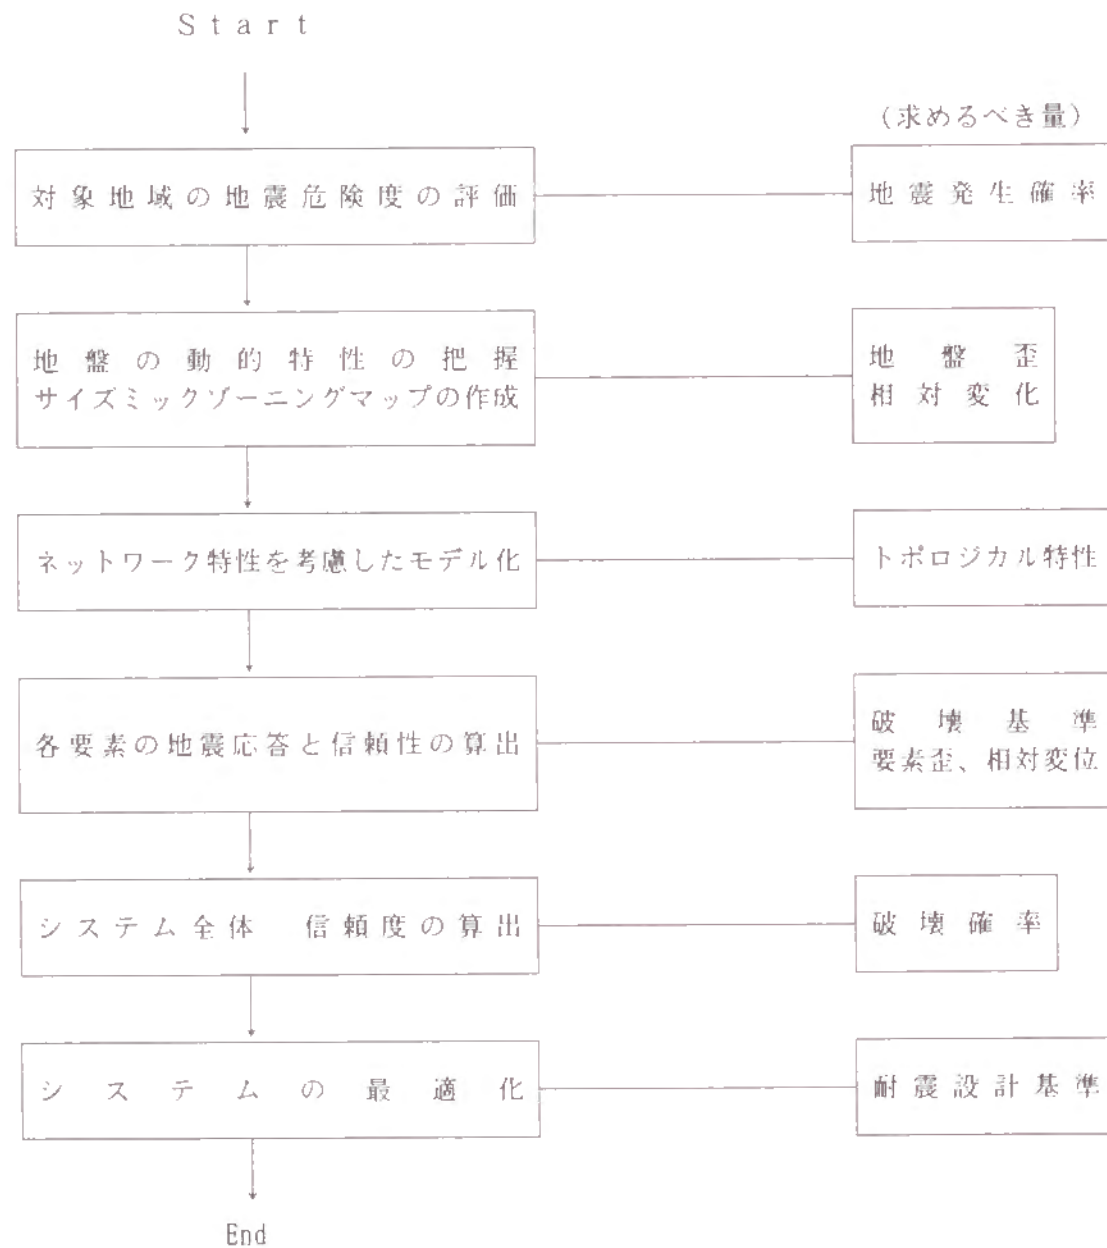 Start
(求めるべき量)
対象地域の地震危険度の評価
地震発生確率
地盤の動的特性の把握
サイズミックゾーニングマップの作成
地盤歪
相対変化
ネットワーク特性を考慮したモデル化
トポロジカル特性
各要素の地震応答と信頼性の算出
破壊基準
要素歪、相対変位
システム全体 信頼度の算出
破壊確率
システムの最適化
耐震設計基準
End